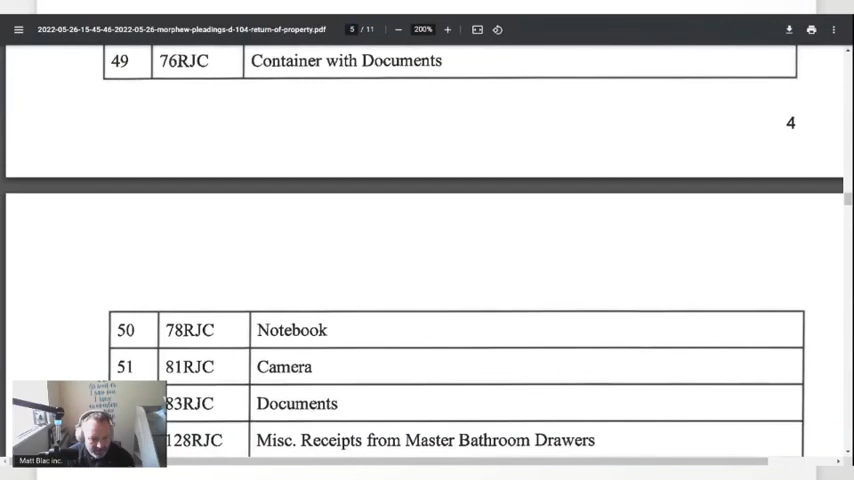 2022-05-26-15-45-46-2022-05-26-morphew-pleadings-d-104-return-of-property.pdf 5 / 11 200%
49 76RJC Container with Documents
4
50 78RJC Notebook
51 81RJC Camera
83RJC Documents
128RJC Misc. Receipts from Master Bathroom Drawers
Matt Blac inc.